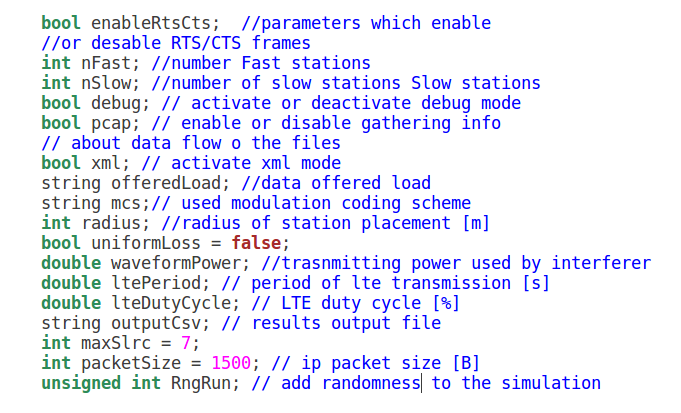 bool enableRtsCts;  //parameters which enable
//or desable RTS/CTS frames
int nFast; //number Fast stations
int nSlow; //number of slow stations Slow stations
bool debug; // activate or deactivate debug mode
bool pcap; // enable or disable gathering info
// about data flow o the files
bool xml; // activate xml mode
string offeredLoad; //data offered load
string mcs;// used modulation coding scheme
int radius; //radius of station placement [m]
bool uniformLoss = false;
double waveformPower; //trasnmitting power used by interferer
double ltePeriod; // period of lte transmission [s]
double lteDutyCycle; // LTE duty cycle [%]
string outputCsv; // results output file
int maxSlrc = 7;
int packetSize = 1500; // ip packet size [B]
unsigned int RngRun; // add randomness to the simulation